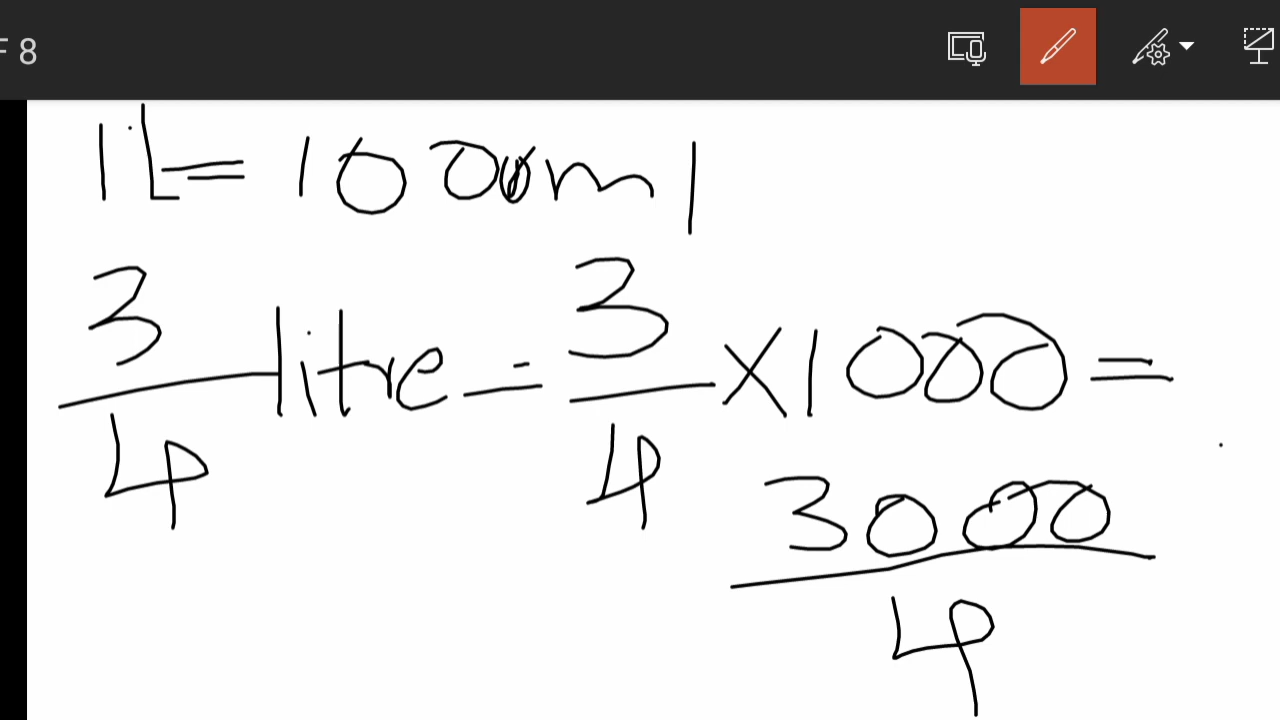 F 8
1L = 1000ml
3/4 litre = 3/4 × 1000 =
3000/4